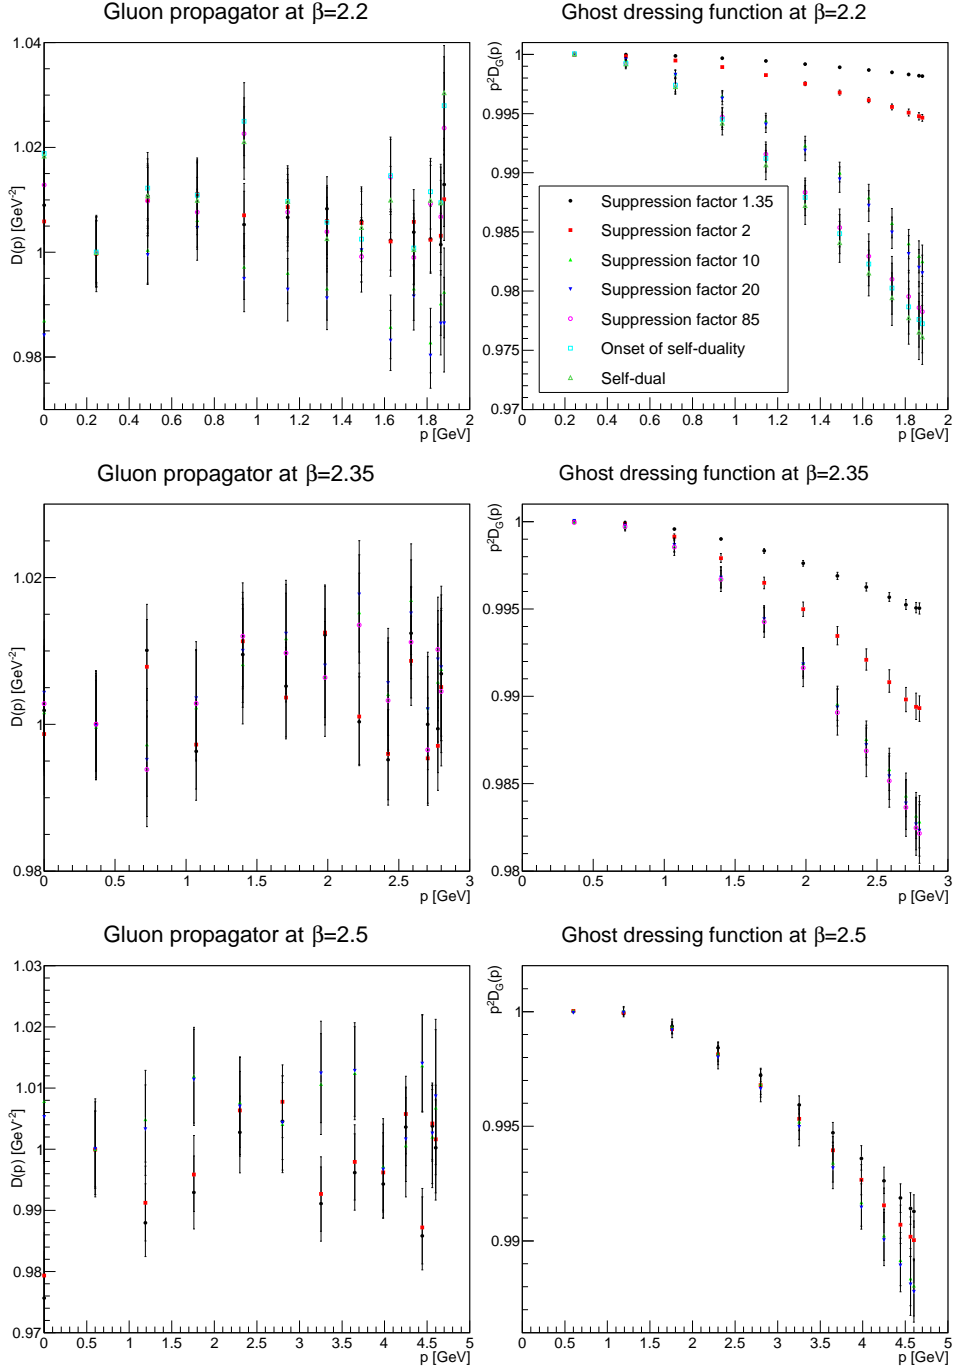 Gluon propagator at β=2.2
D(p) [GeV-2]
1.04
1.02
1
0.98
0 0.2 0.4 0.6 0.8 1 1.2 1.4 1.6 1.8 2
p [GeV]
Ghost dressing function at β=2.2
p2DG(p)
1
0.995
0.99
0.985
0.98
0.975
0.97
Suppression factor 1.35
Suppression factor 2
Suppression factor 10
Suppression factor 20
Suppression factor 85
Onset of self-duality
Self-dual
0 0.2 0.4 0.6 0.8 1 1.2 1.4 1.6 1.8 2
p [GeV]
Gluon propagator at β=2.35
D(p) [GeV-2]
1.02
1
0.98
0 0.5 1 1.5 2 2.5 3
p [GeV]
Ghost dressing function at β=2.35
p2DG(p)
1
0.995
0.99
0.985
0.98
0 0.5 1 1.5 2 2.5 3
p [GeV]
Gluon propagator at β=2.5
D(p) [GeV-2]
1.03
1.02
1.01
1
0.99
0.98
0.97
0 0.5 1 1.5 2 2.5 3 3.5 4 4.5 5
p [GeV]
Ghost dressing function at β=2.5
p2DG(p)
1
0.995
0.99
0 0.5 1 1.5 2 2.5 3 3.5 4 4.5 5
p [GeV]